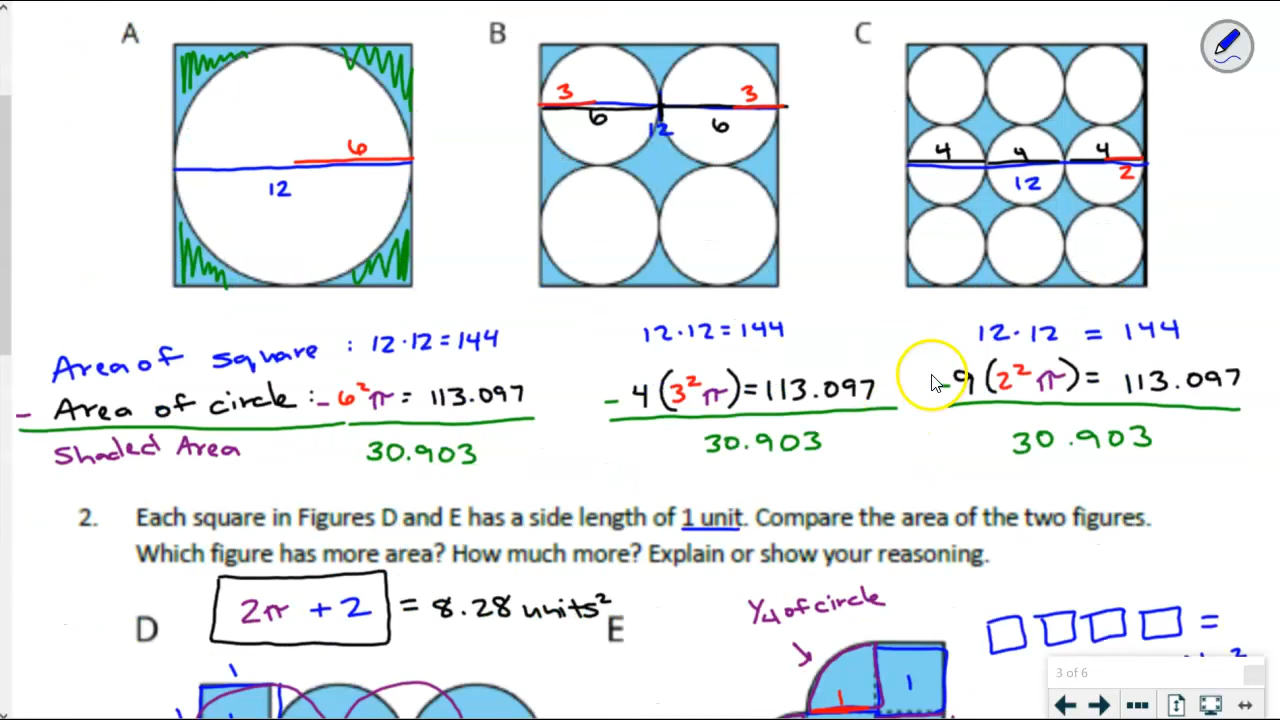 A B C
6
12
3 3
6 12 6
4 4 4
12 2
Area of square : 12·12=144 12·12=144 12·12 = 144
- Area of circle : - 6²π = 113.097 - 4(3²π)=113.097 - 9(2²π)= 113.097
Shaded Area 30.903 30.903 30.903
2. Each square in Figures D and E has a side length of 1 unit. Compare the area of the two figures.
Which figure has more area? How much more? Explain or show your reasoning.
2π + 2 = 8.28 units²
D E
¼ of circle
=
1 1 1
3 of 6